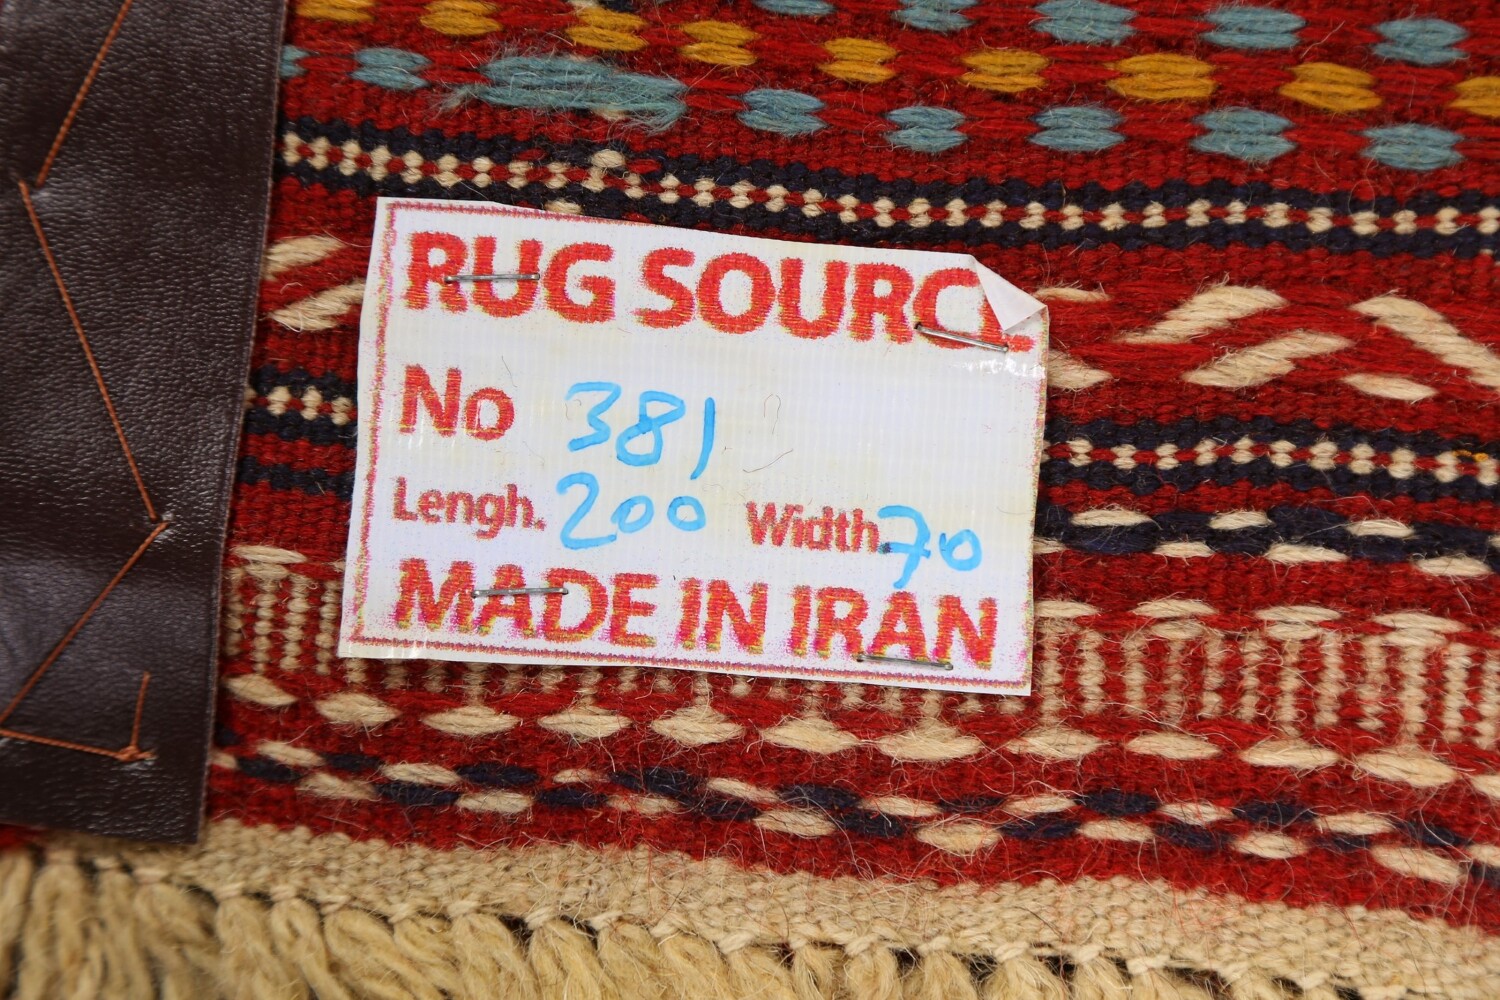 RUG SOURCE
No 381
Lengh. 200 Width. 70
MADE IN IRAN